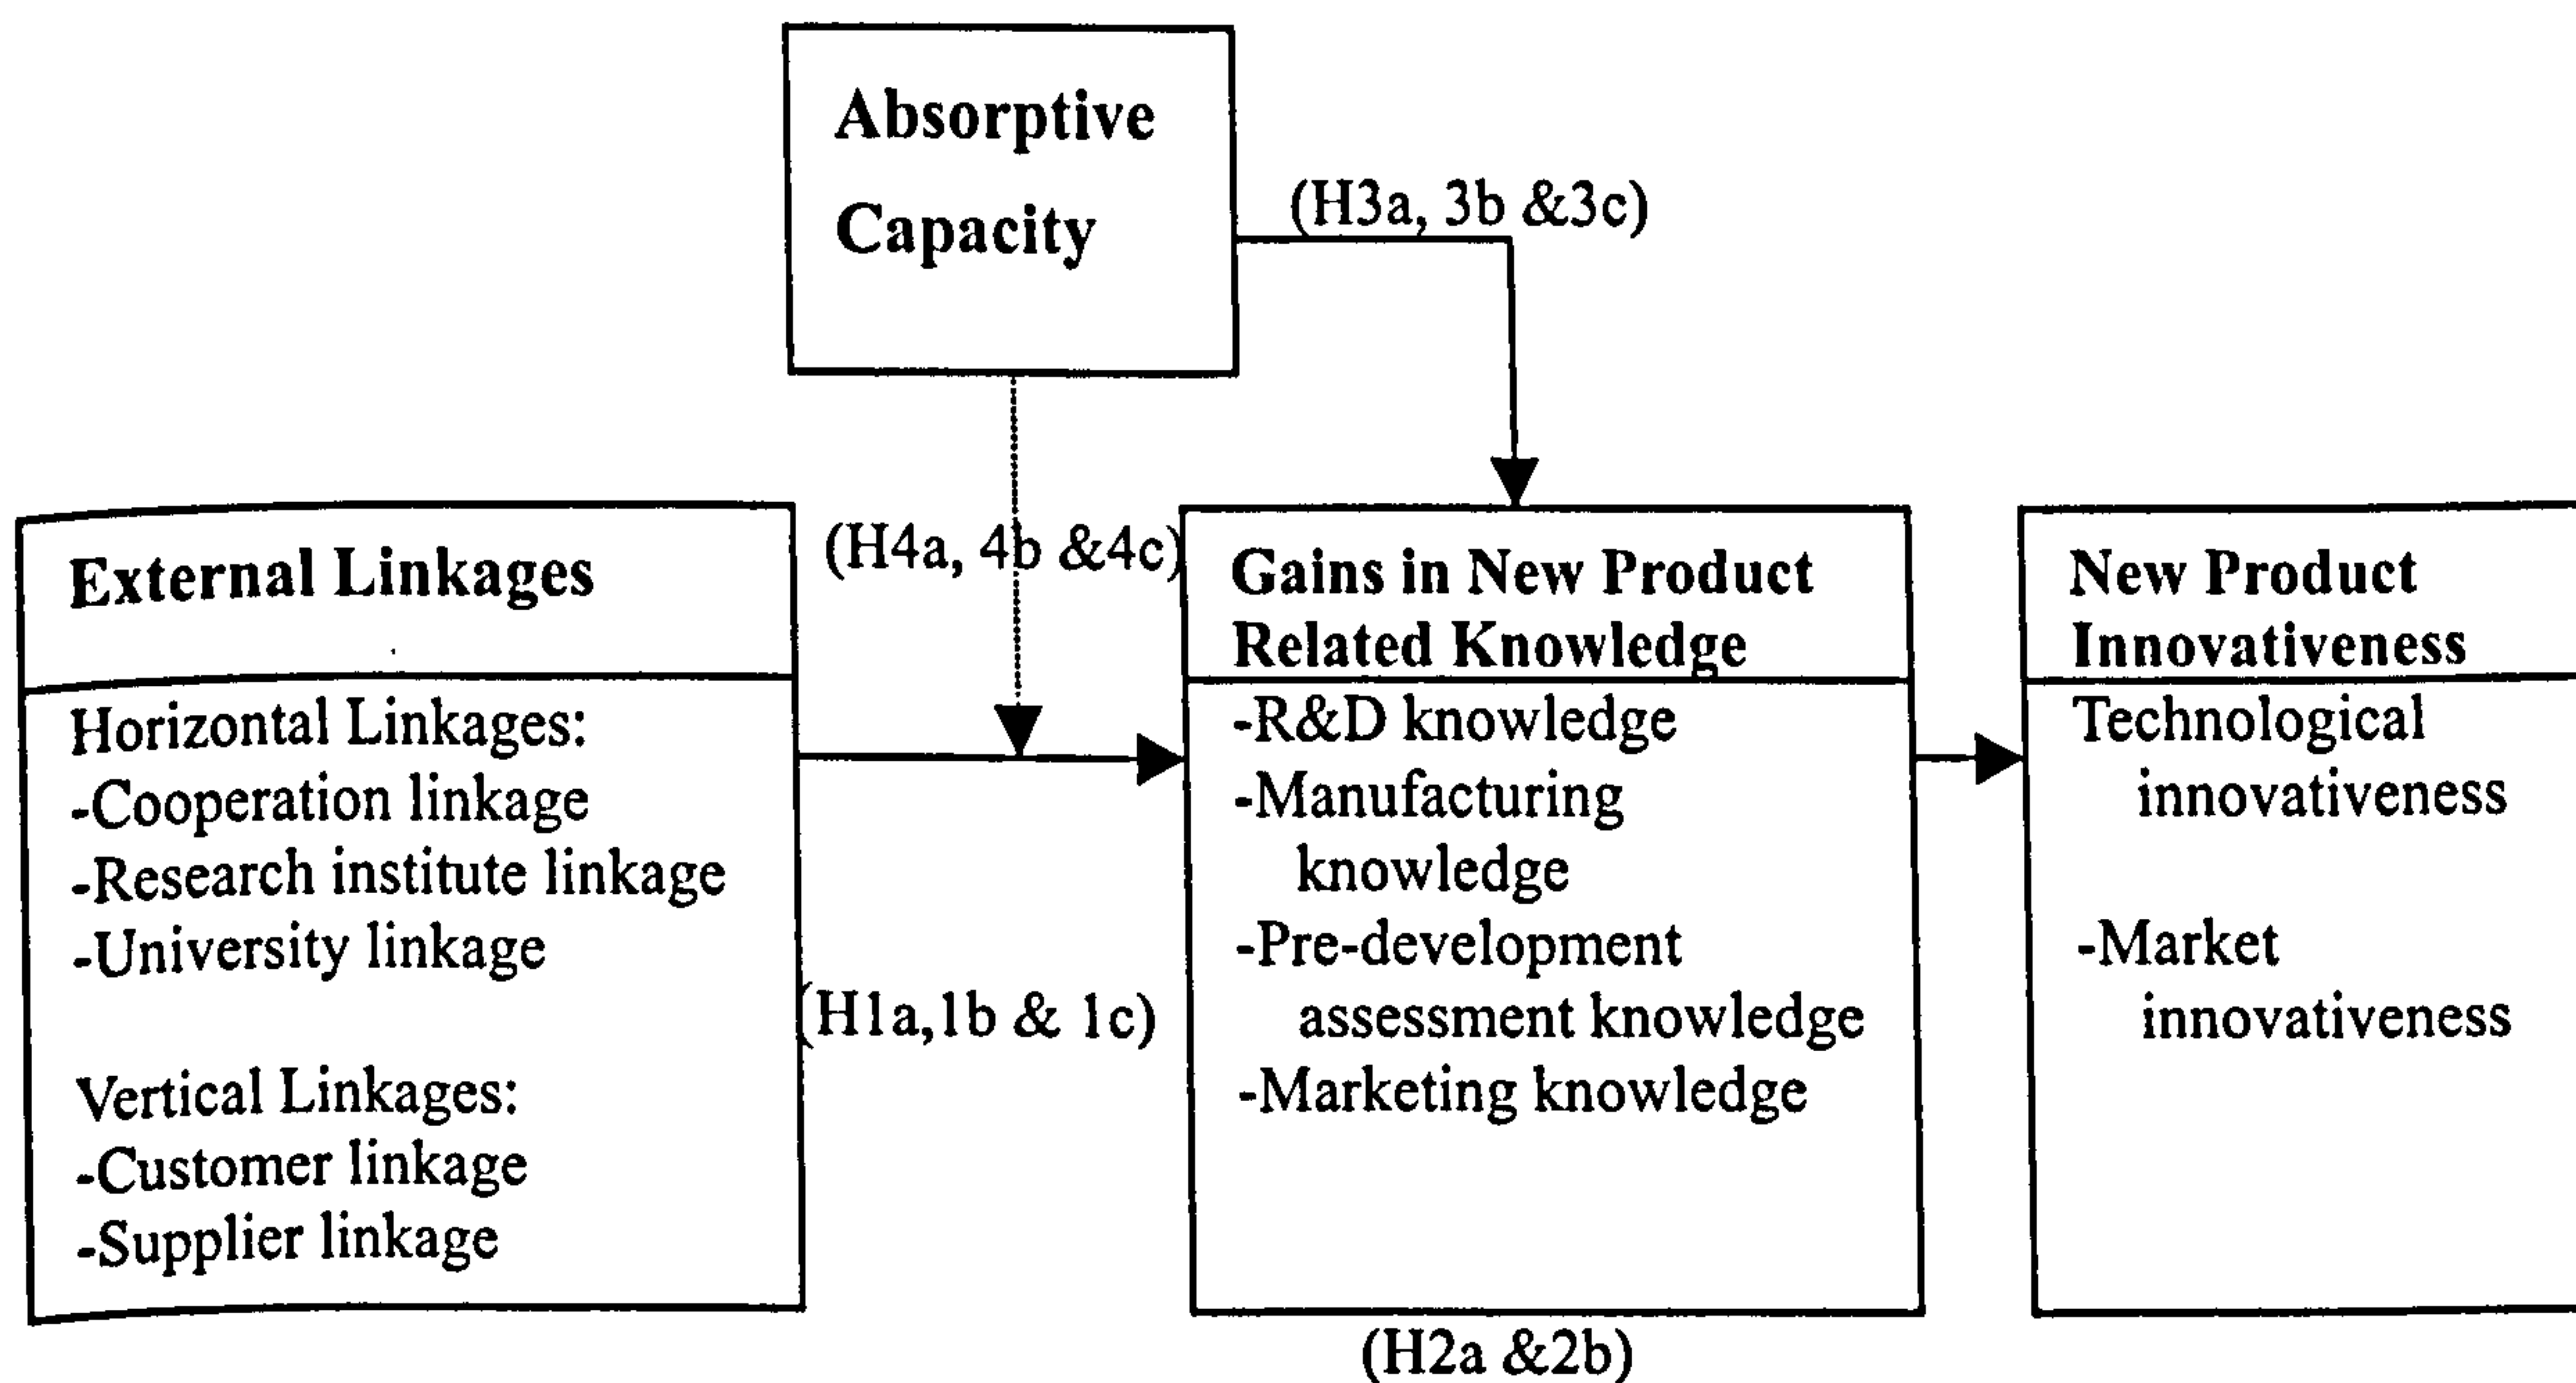 Absorptive
Capacity
(H3a, 3b &3c)
(H4a, 4b &4c)
External Linkages
Horizontal Linkages:
-Cooperation linkage
-Research institute linkage
-University linkage
Vertical Linkages:
-Customer linkage
-Supplier linkage
(H1a,1b & 1c)
Gains in New Product
Related Knowledge
-R&D knowledge
-Manufacturing
knowledge
-Pre-development
assessment knowledge
-Marketing knowledge
(H2a &2b)
New Product
Innovativeness
Technological
innovativeness
-Market
innovativeness